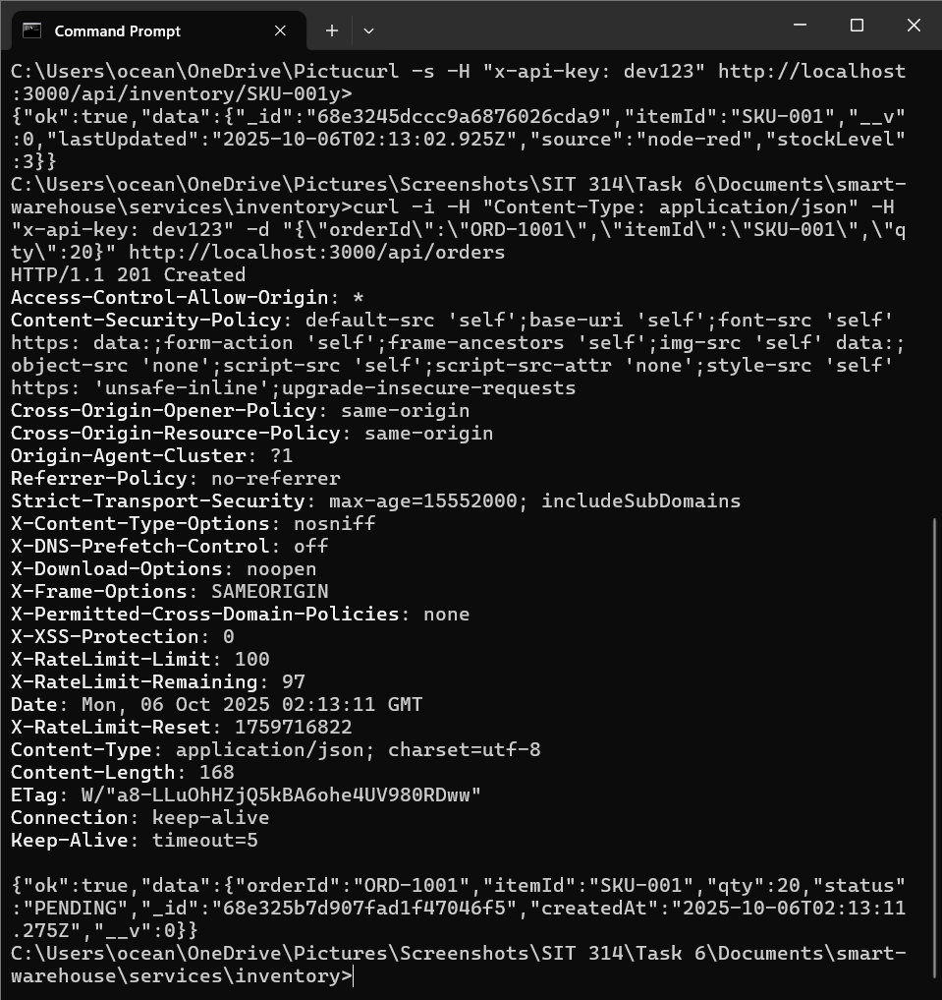 Command Prompt
C:\Users\ocean\OneDrive\Pictucurl -s -H "x-api-key: dev123" http://localhost
:3000/api/inventory/SKU-001y>
{"ok":true,"data":{"_id":"68e3245dccc9a6876026cda9","itemId":"SKU-001","__v"
:0,"lastUpdated":"2025-10-06T02:13:02.925Z","source":"node-red","stockLevel"
:3}}
C:\Users\ocean\OneDrive\Pictures\Screenshots\SIT 314\Task 6\Documents\smart-
warehouse\services\inventory>curl -i -H "Content-Type: application/json" -H
"x-api-key: dev123" -d "{\"orderId\":\"ORD-1001\",\"itemId\":\"SKU-001\",\"q
ty\":20}" http://localhost:3000/api/orders
HTTP/1.1 201 Created
Access-Control-Allow-Origin: *
Content-Security-Policy: default-src 'self';base-uri 'self';font-src 'self'
https: data:;form-action 'self';frame-ancestors 'self';img-src 'self' data:;
object-src 'none';script-src 'self';script-src-attr 'none';style-src 'self'
https: 'unsafe-inline';upgrade-insecure-requests
Cross-Origin-Opener-Policy: same-origin
Cross-Origin-Resource-Policy: same-origin
Origin-Agent-Cluster: ?1
Referrer-Policy: no-referrer
Strict-Transport-Security: max-age=15552000; includeSubDomains
X-Content-Type-Options: nosniff
X-DNS-Prefetch-Control: off
X-Download-Options: noopen
X-Frame-Options: SAMEORIGIN
X-Permitted-Cross-Domain-Policies: none
X-XSS-Protection: 0
X-RateLimit-Limit: 100
X-RateLimit-Remaining: 97
Date: Mon, 06 Oct 2025 02:13:11 GMT
X-RateLimit-Reset: 1759716822
Content-Type: application/json; charset=utf-8
Content-Length: 168
ETag: W/"a8-LLuOhHZjQ5kBA6ohe4UV980RDww"
Connection: keep-alive
Keep-Alive: timeout=5
{"ok":true,"data":{"orderId":"ORD-1001","itemId":"SKU-001","qty":20,"status"
:"PENDING","_id":"68e325b7d907fad1f47046f5","createdAt":"2025-10-06T02:13:11
.275Z","__v":0}}
C:\Users\ocean\OneDrive\Pictures\Screenshots\SIT 314\Task 6\Documents\smart-
warehouse\services\inventory>